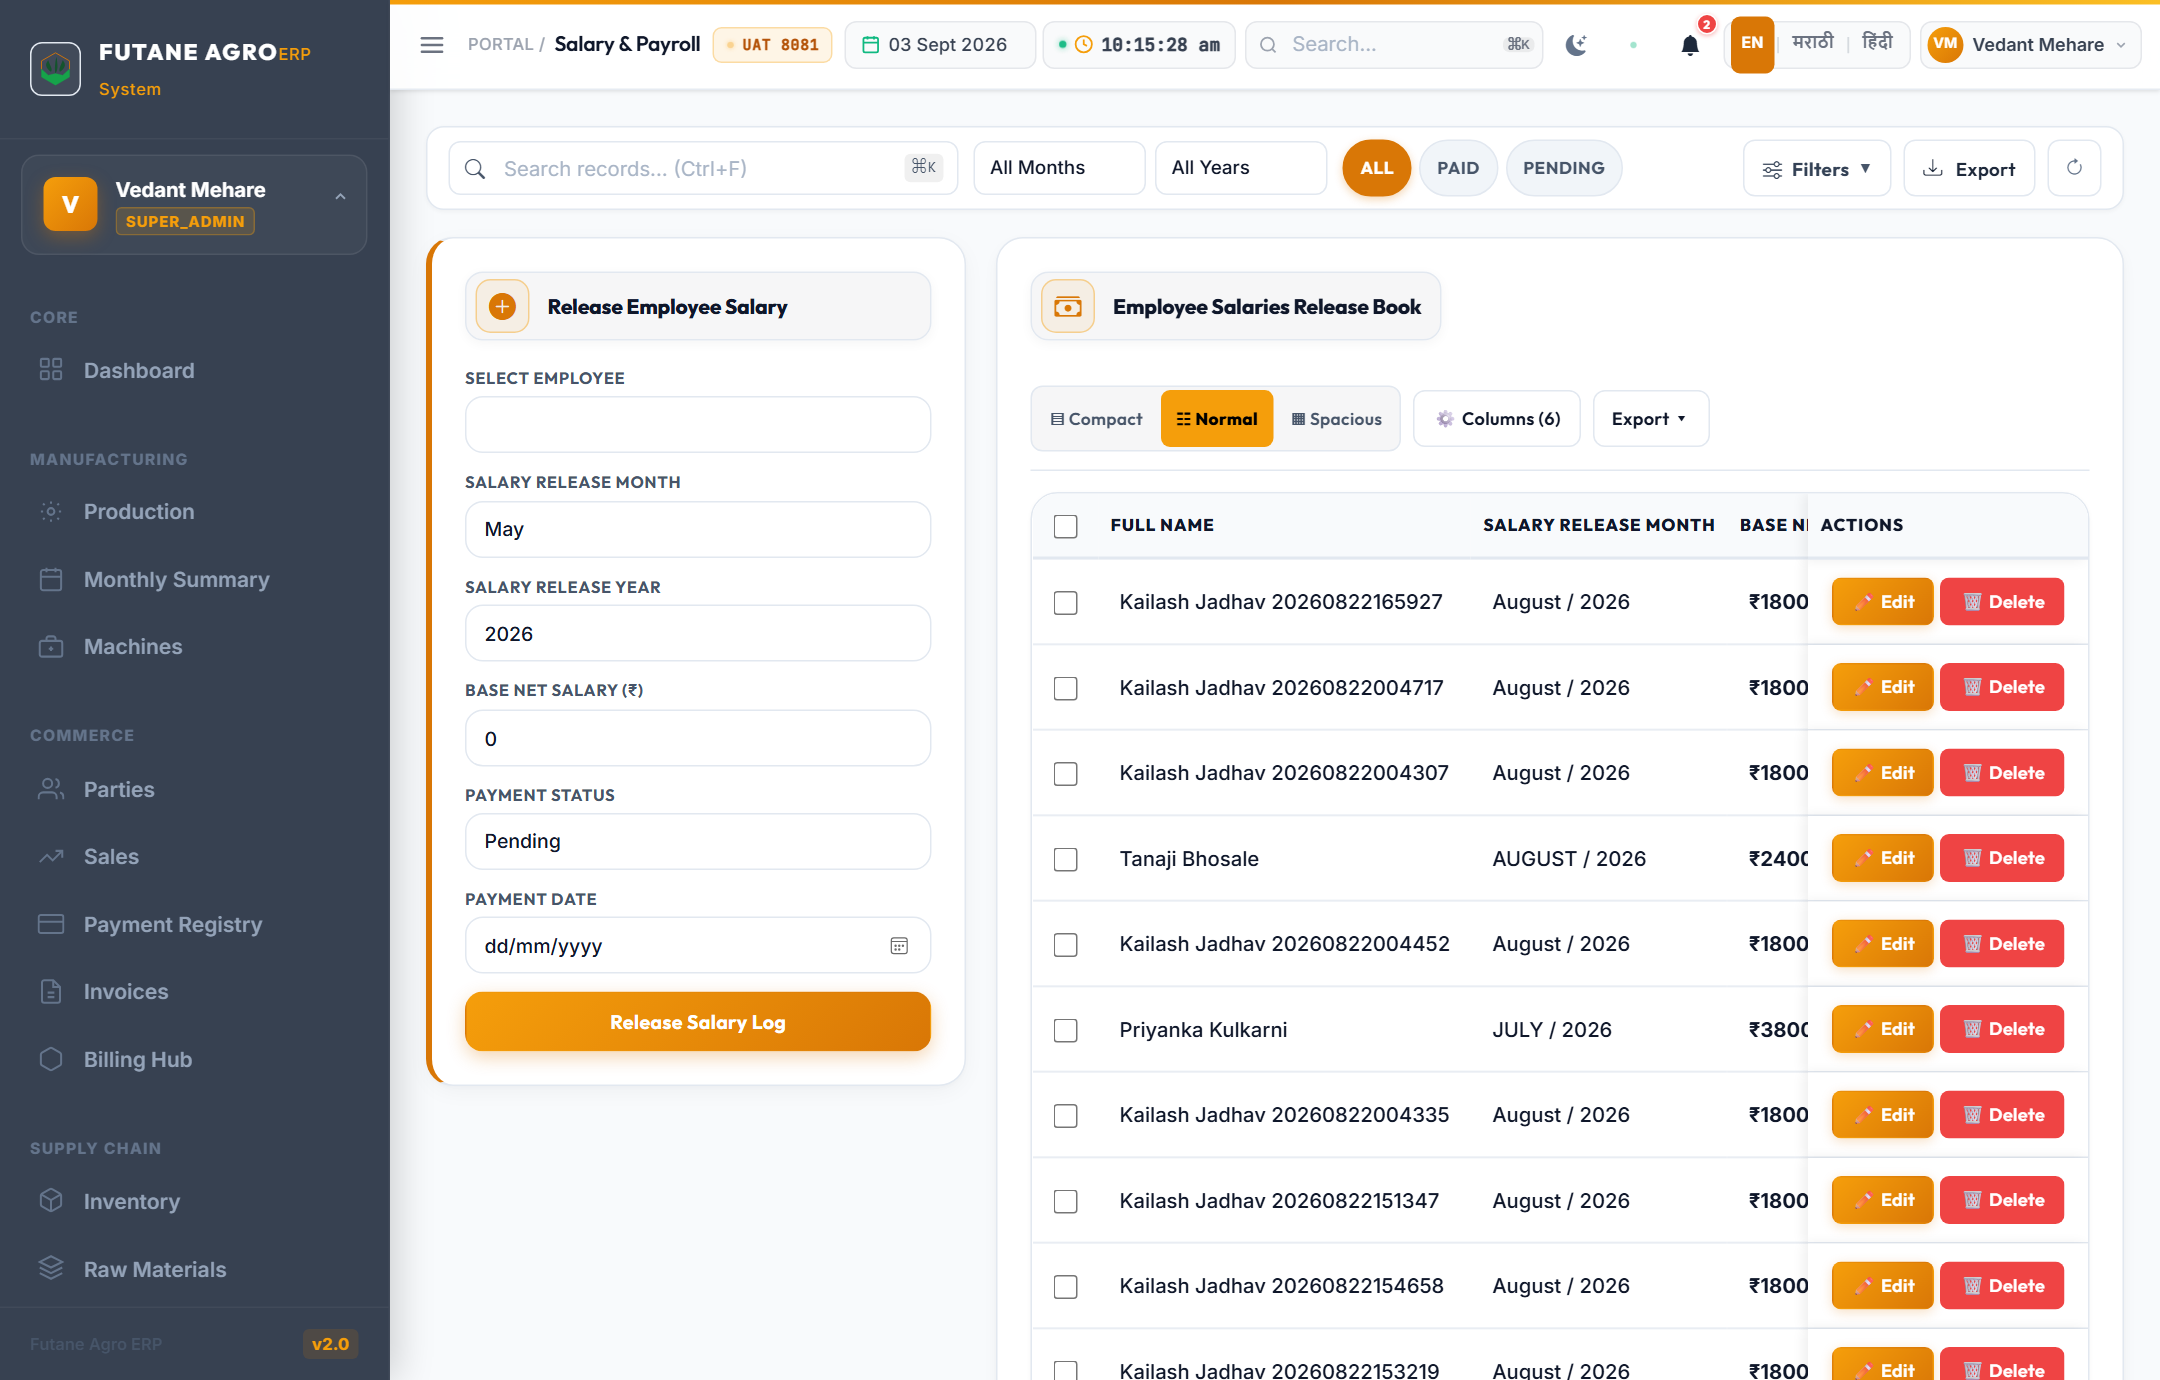 FUTANE AGRO ERP
System
Vedant Mehare
SUPER_ADMIN
V
CORE
Dashboard
MANUFACTURING
Production
Monthly Summary
Machines
COMMERCE
Parties
Sales
Payment Registry
Invoices
Billing Hub
SUPPLY CHAIN
Inventory
Raw Materials
Futane Agro ERP
v2.0
PORTAL / Salary & Payroll
UAT 8081
03 Sept 2026
10:15:28 am
Search... ⌘K
2
EN | मराठी | हिंदी
VM Vedant Mehare
Search records... (Ctrl+F) ⌘K
All Months
All Years
ALL
PAID
PENDING
Filters ▼
Export
Release Employee Salary
SELECT EMPLOYEE
SALARY RELEASE MONTH
May
SALARY RELEASE YEAR
2026
BASE NET SALARY (₹)
0
PAYMENT STATUS
Pending
PAYMENT DATE
dd/mm/yyyy
Release Salary Log
Employee Salaries Release Book
Compact
Normal
Spacious
Columns (6)
Export ▾
FULL NAME SALARY RELEASE MONTH BASE N ACTIONS
Kailash Jadhav 20260822165927 August / 2026 ₹1800 Edit Delete
Kailash Jadhav 20260822004717 August / 2026 ₹1800 Edit Delete
Kailash Jadhav 20260822004307 August / 2026 ₹1800 Edit Delete
Tanaji Bhosale AUGUST / 2026 ₹2400 Edit Delete
Kailash Jadhav 20260822004452 August / 2026 ₹1800 Edit Delete
Priyanka Kulkarni JULY / 2026 ₹3800 Edit Delete
Kailash Jadhav 20260822004335 August / 2026 ₹1800 Edit Delete
Kailash Jadhav 20260822151347 August / 2026 ₹1800 Edit Delete
Kailash Jadhav 20260822154658 August / 2026 ₹1800 Edit Delete
Kailash Jadhav 20260822153219 August / 2026 ₹1800 Edit Delete